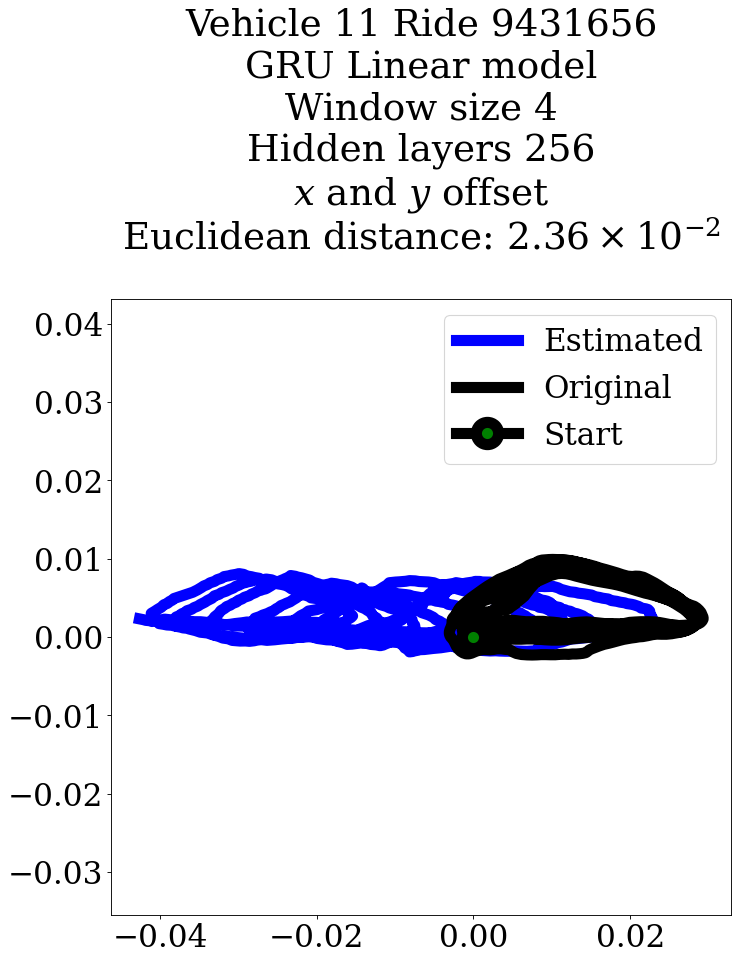 Vehicle 11 Ride 9431656
GRU Linear model
Window size 4
Hidden layers 256
x and y offset
Euclidean distance: 2.36 × 10⁻²
Estimated
Original
Start
0.04
0.03
0.02
0.01
0.00
−0.01
−0.02
−0.03
−0.04 −0.02 0.00 0.02